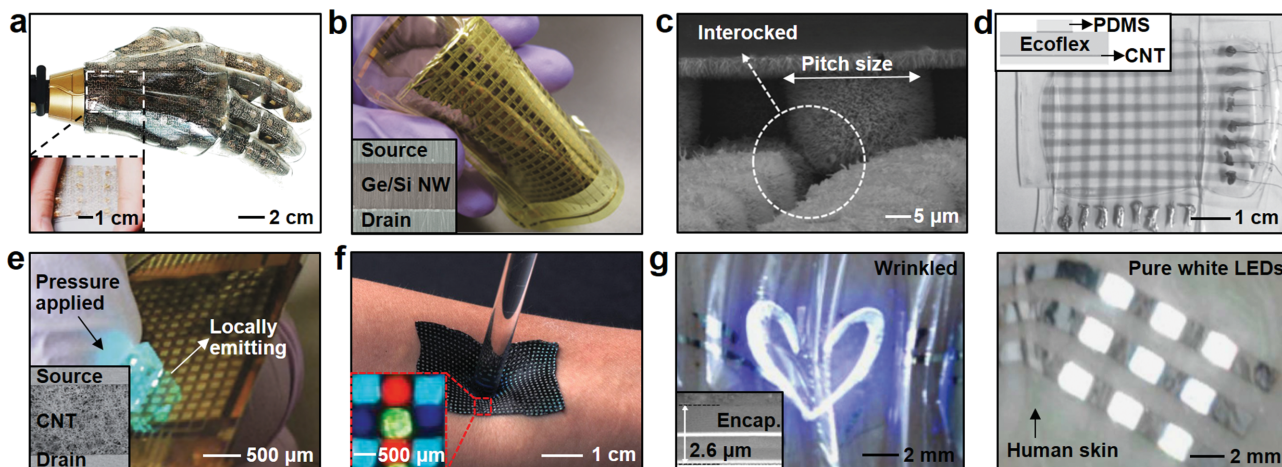 a
1 cm
2 cm
b
Source
Ge/Si NW
Drain
c
Interocked
Pitch size
5 µm
d
PDMS
Ecoflex
CNT
1 cm
e
Pressure
applied
Locally
emitting
Source
CNT
Drain
500 µm
f
500 µm
1 cm
g
Wrinkled
Encap.
2.6 µm
2 mm
Pure white LEDs
Human skin
2 mm